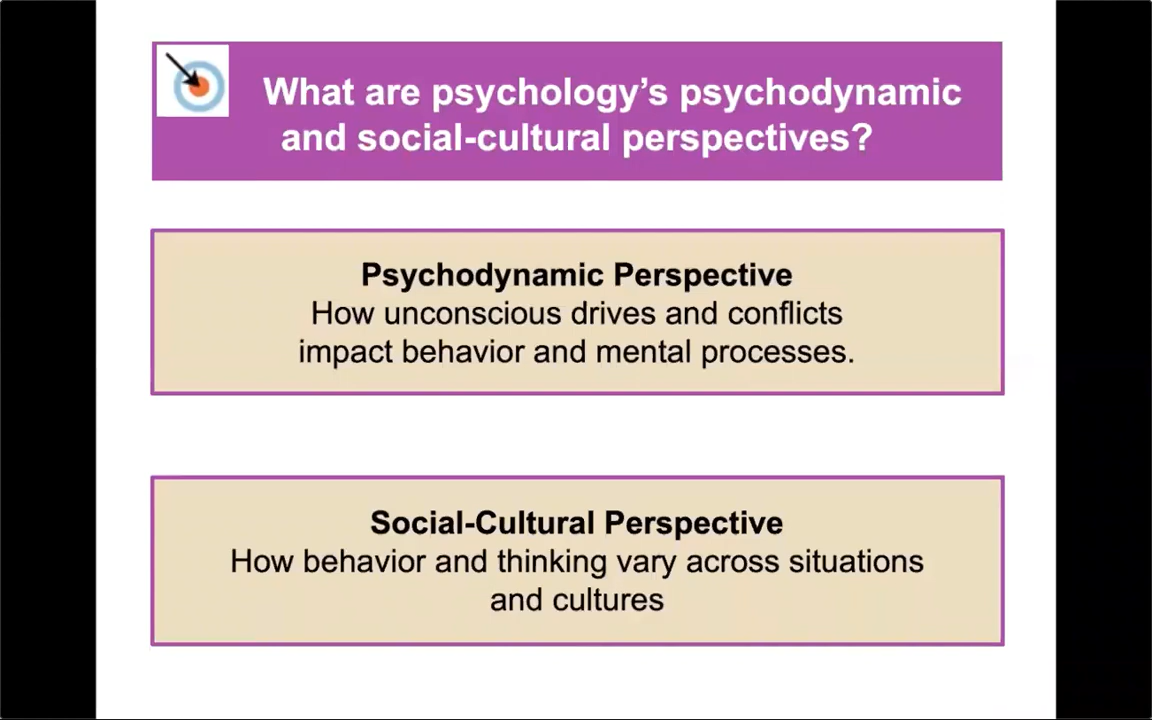 What are psychology's psychodynamic
and social-cultural perspectives?
Psychodynamic Perspective
How unconscious drives and conflicts
impact behavior and mental processes.
Social-Cultural Perspective
How behavior and thinking vary across situations
and cultures